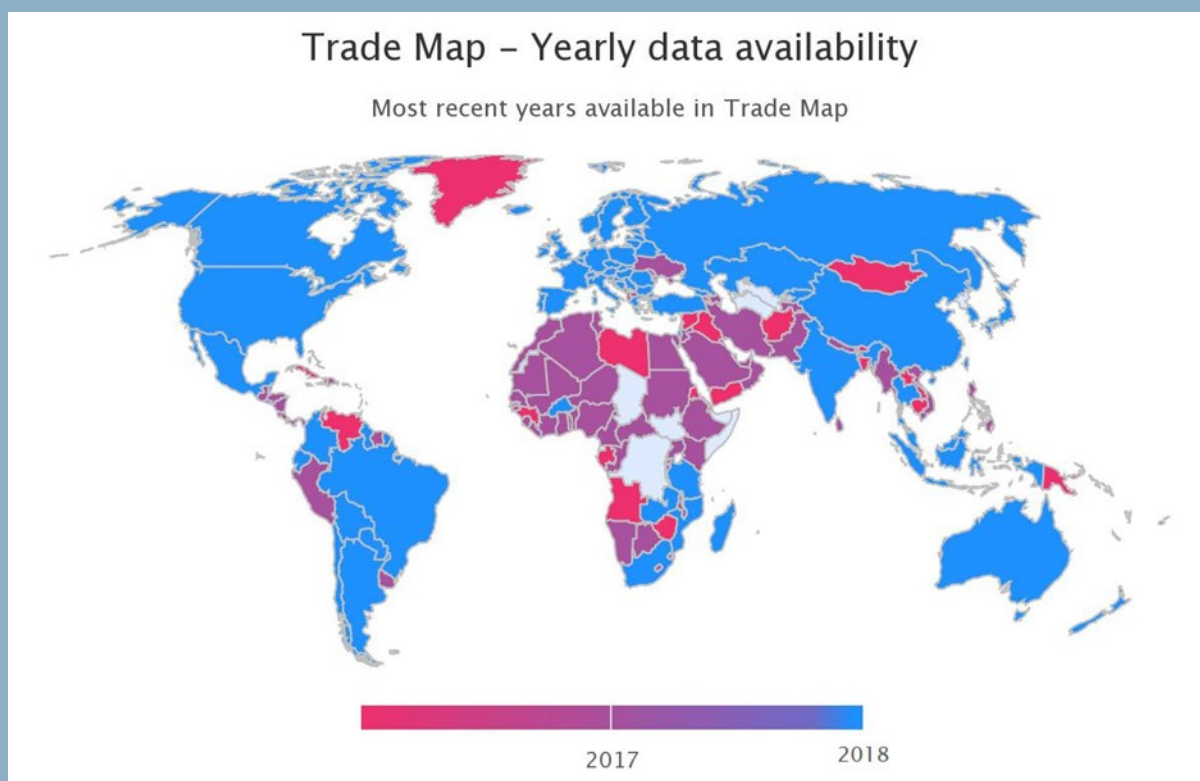 Trade Map – Yearly data availability
Most recent years available in Trade Map
2017
2018